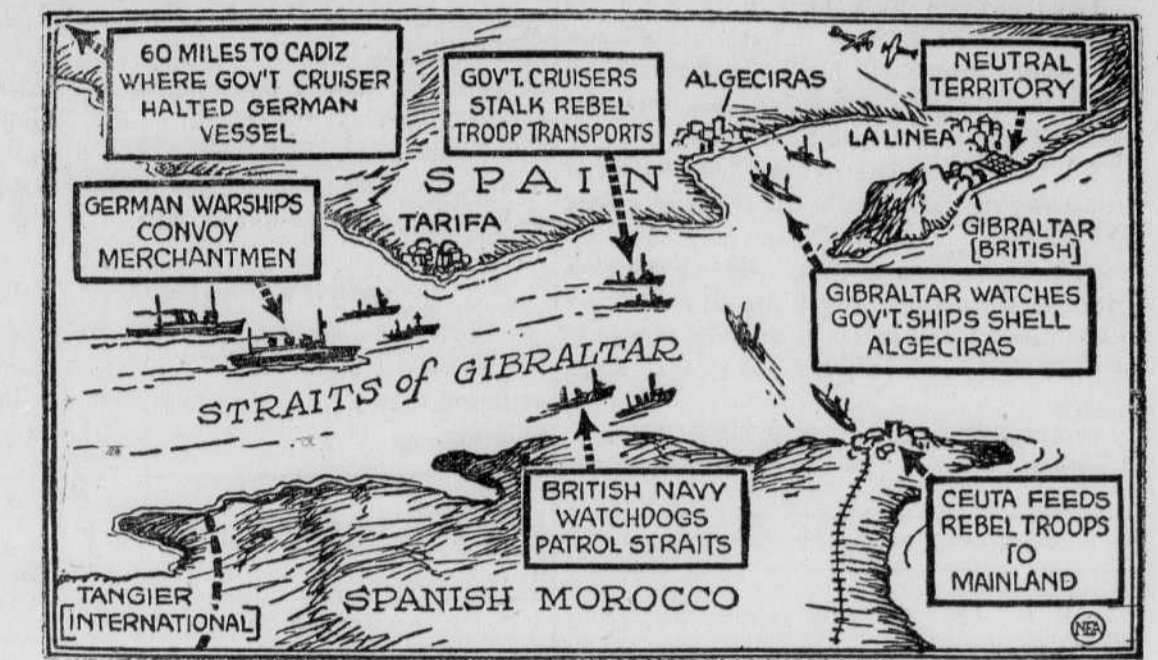 60 MILES TO CADIZ
WHERE GOV'T CRUISER
HALTED GERMAN
VESSEL
GOV'T. CRUISERS
STALK REBEL
TROOP TRANSPORTS
ALGECIRAS
NEUTRAL
TERRITORY
LA LINEA
SPAIN
GERMAN WARSHIPS
CONVOY
MERCHANTMEN
TARIFA
GIBRALTAR
[BRITISH]
GIBRALTAR WATCHES
GOV'T. SHIPS SHELL
ALGECIRAS
STRAITS of GIBRALTAR
BRITISH NAVY
WATCHDOGS
PATROL STRAITS
CEUTA FEEDS
REBEL TROOPS
TO
MAINLAND
TANGIER
[INTERNATIONAL]
SPANISH MOROCCO
NEA